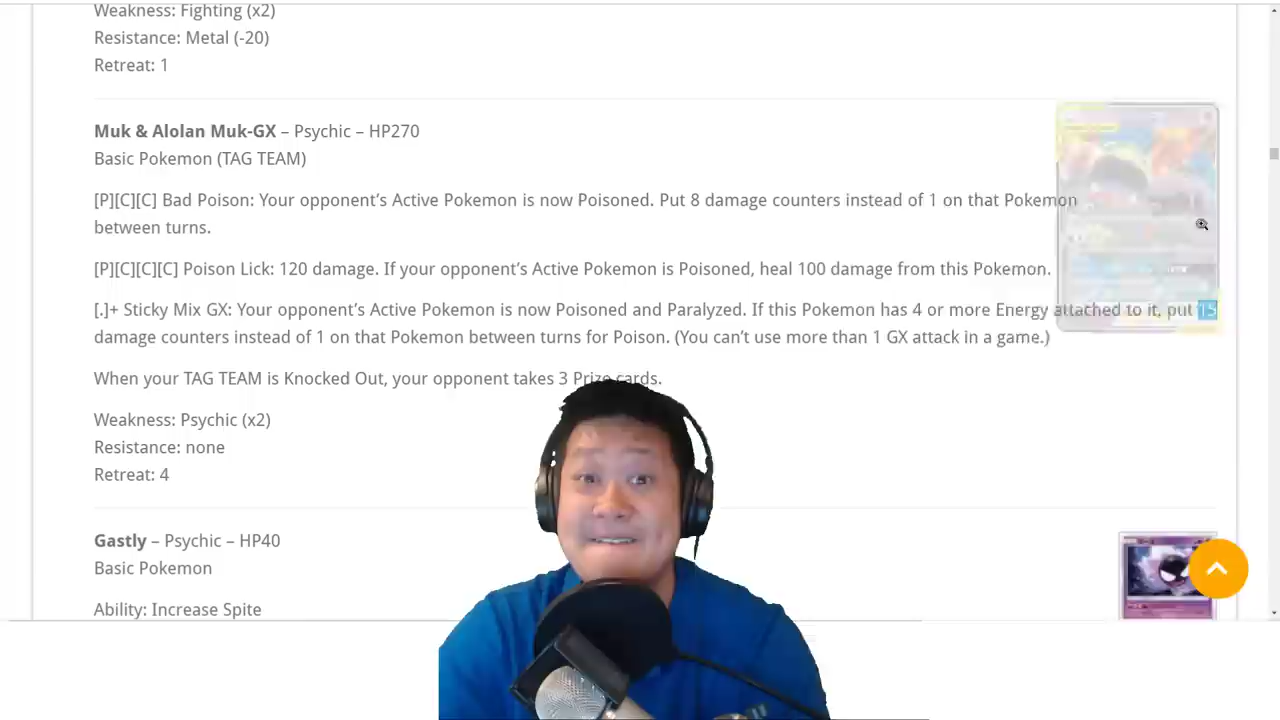 Weakness: Fighting (x2)
Resistance: Metal (-20)
Retreat: 1
Muk & Alolan Muk-GX – Psychic – HP270
Basic Pokemon (TAG TEAM)
[P][C][C] Bad Poison: Your opponent’s Active Pokemon is now Poisoned. Put 8 damage counters instead of 1 on that Pokemon
between turns.
[P][C][C][C] Poison Lick: 120 damage. If your opponent’s Active Pokemon is Poisoned, heal 100 damage from this Pokemon.
[.]+ Sticky Mix GX: Your opponent’s Active Pokemon is now Poisoned and Paralyzed. If this Pokemon has 4 or more Energy attached to it, put 15
damage counters instead of 1 on that Pokemon between turns for Poison. (You can’t use more than 1 GX attack in a game.)
When your TAG TEAM is Knocked Out, your opponent takes 3 Prize cards.
Weakness: Psychic (x2)
Resistance: none
Retreat: 4
Gastly – Psychic – HP40
Basic Pokemon
Ability: Increase Spite